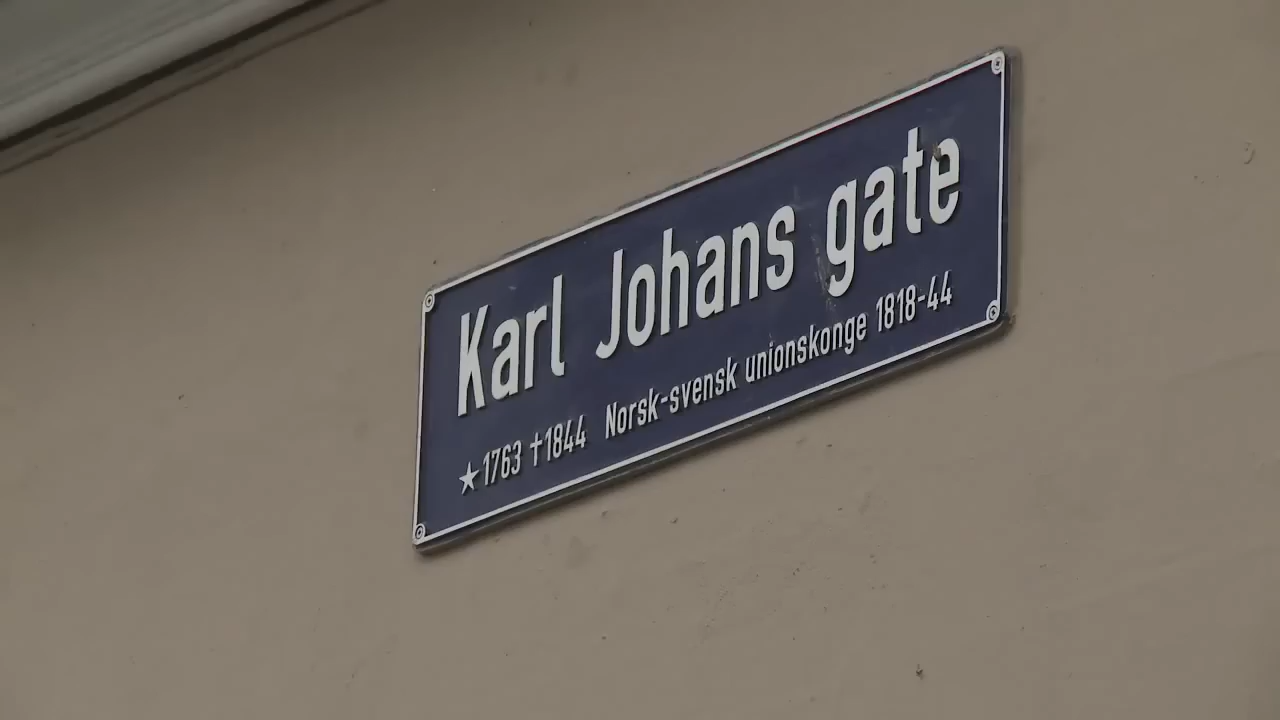 Karl Johans gate
★1763 †1844 Norsk-svensk unionskonge 1818-44